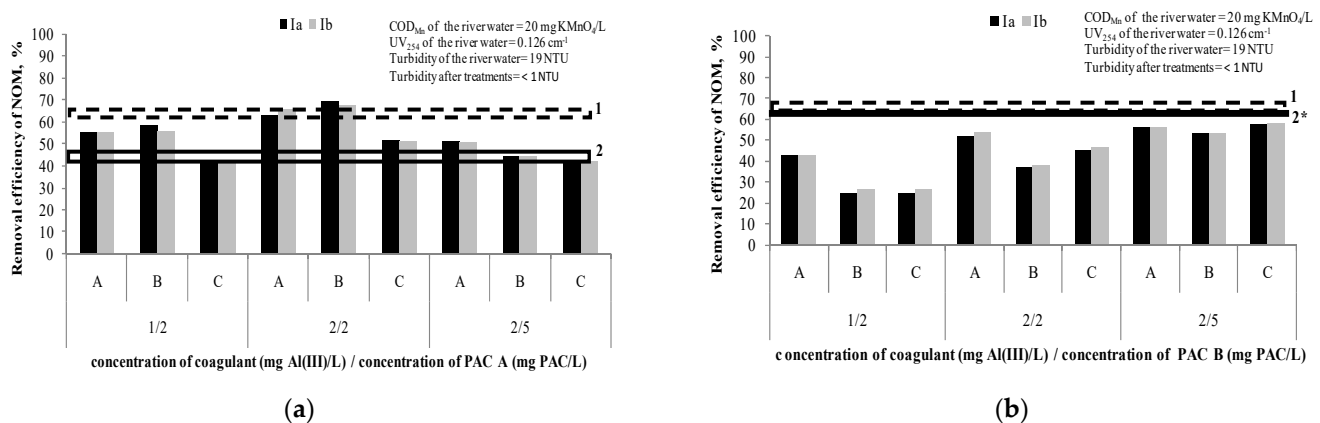 Ia Ib
COD_Mn of the river water = 20 mg KMnO₄/L
UV₂₅₄ of the river water = 0.126 cm⁻¹
Turbidity of the river water = 19 NTU
Turbidity after treatments = < 1 NTU
Removal efficiency of NOM, %
100
90
80
70
60
50
40
30
20
10
0
1
2
A B C A B C A B C
1/2 2/2 2/5
concentration of coagulant (mg Al(III)/L) / concentration of PAC A (mg PAC/L)
(a)
Ia Ib
COD_Mn of the river water = 20 mg KMnO₄/L
UV₂₅₄ of the river water = 0.126 cm⁻¹
Turbidity of the river water = 19 NTU
Turbidity after treatments = < 1 NTU
Removal efficiency of NOM, %
100
90
80
70
60
50
40
30
20
10
0
1
2*
A B C A B C A B C
1/2 2/2 2/5
c oncentration of coagulant (mg Al(III)/L) / concentration of PAC B (mg PAC/L)
(b)